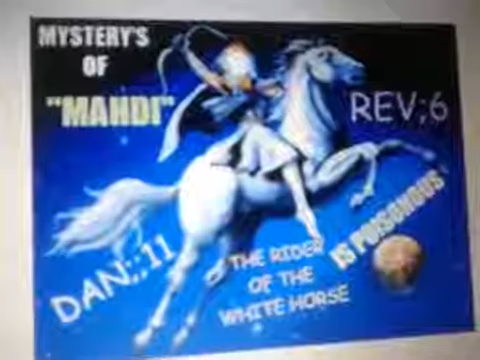 MYSTERY'S
OF
"MAHDI"
REV;6
IS POISONOUS
DAN;;11
THE RIDER
OF THE
WHITE HORSE